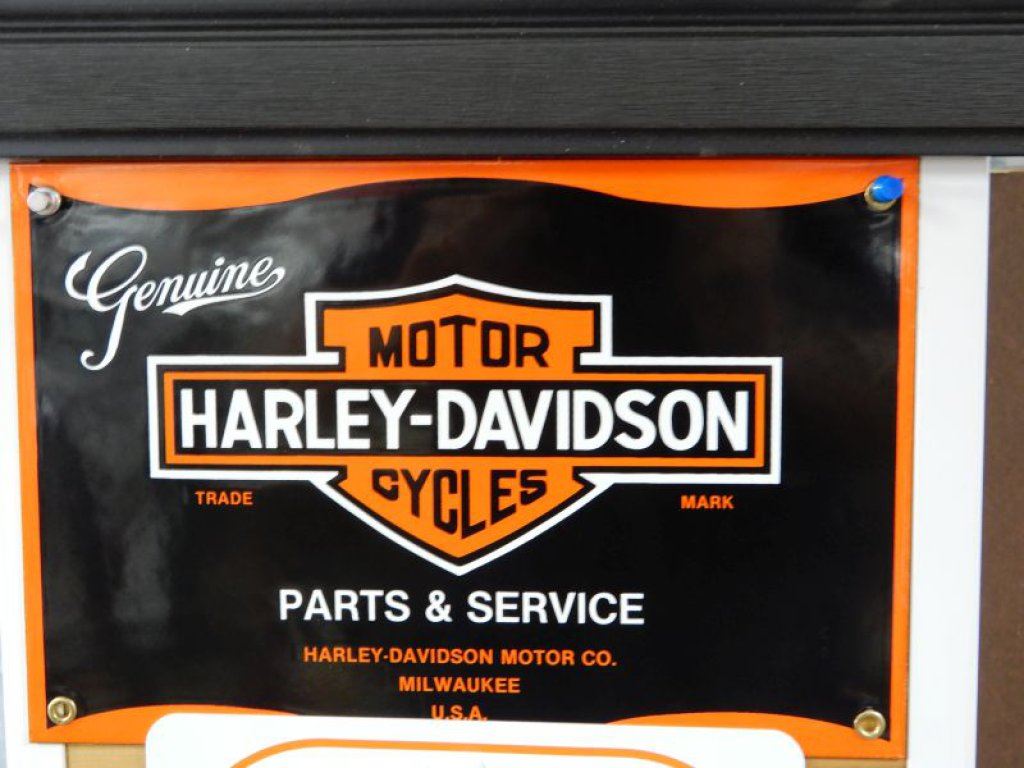 Genuine
MOTOR
HARLEY-DAVIDSON
CYCLES
TRADE MARK
PARTS & SERVICE
HARLEY-DAVIDSON MOTOR CO.
MILWAUKEE
U.S.A.